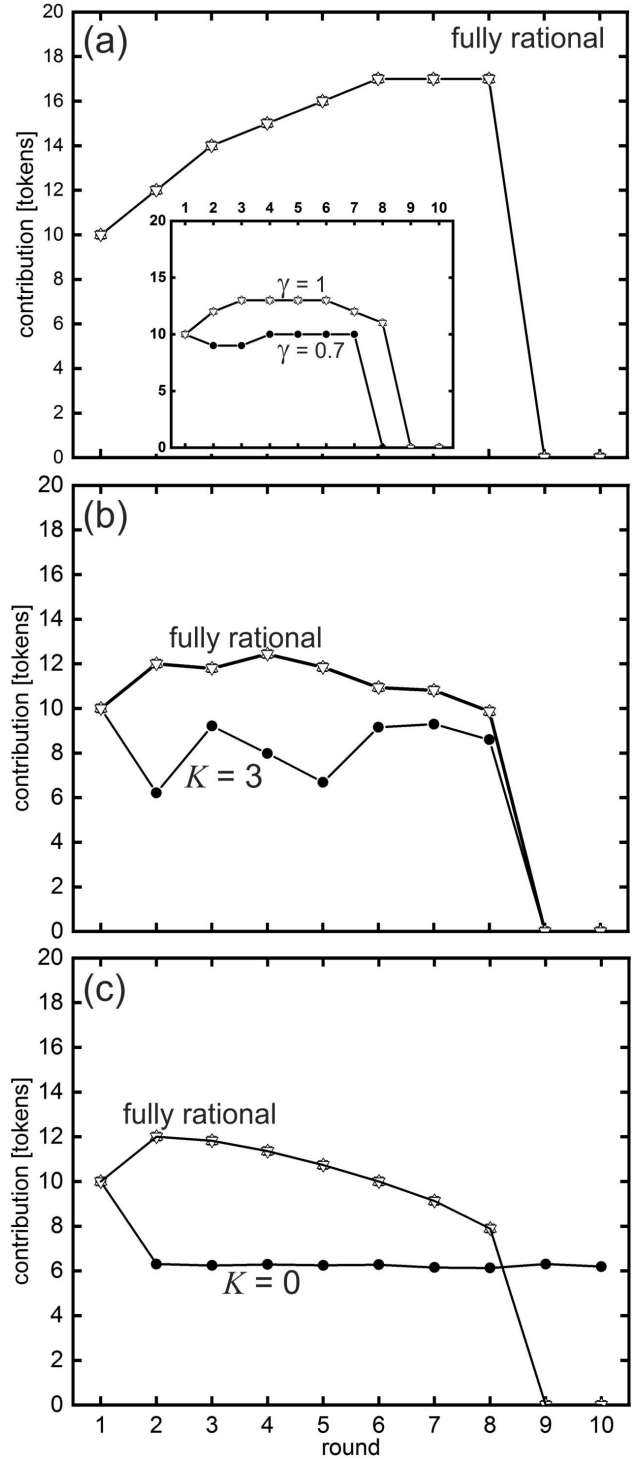 20
(a)
fully rational
18
16
14
12
10
8
6
4
2
0
contribution [tokens]
1 2 3 4 5 6 7 8 9 10
20
15
10
5
0
γ = 1
γ = 0.7
20
(b)
18
16
14
12
10
8
6
4
2
0
contribution [tokens]
fully rational
K = 3
20
(c)
18
16
14
12
10
8
6
4
2
0
contribution [tokens]
fully rational
K = 0
1 2 3 4 5 6 7 8 9 10
round